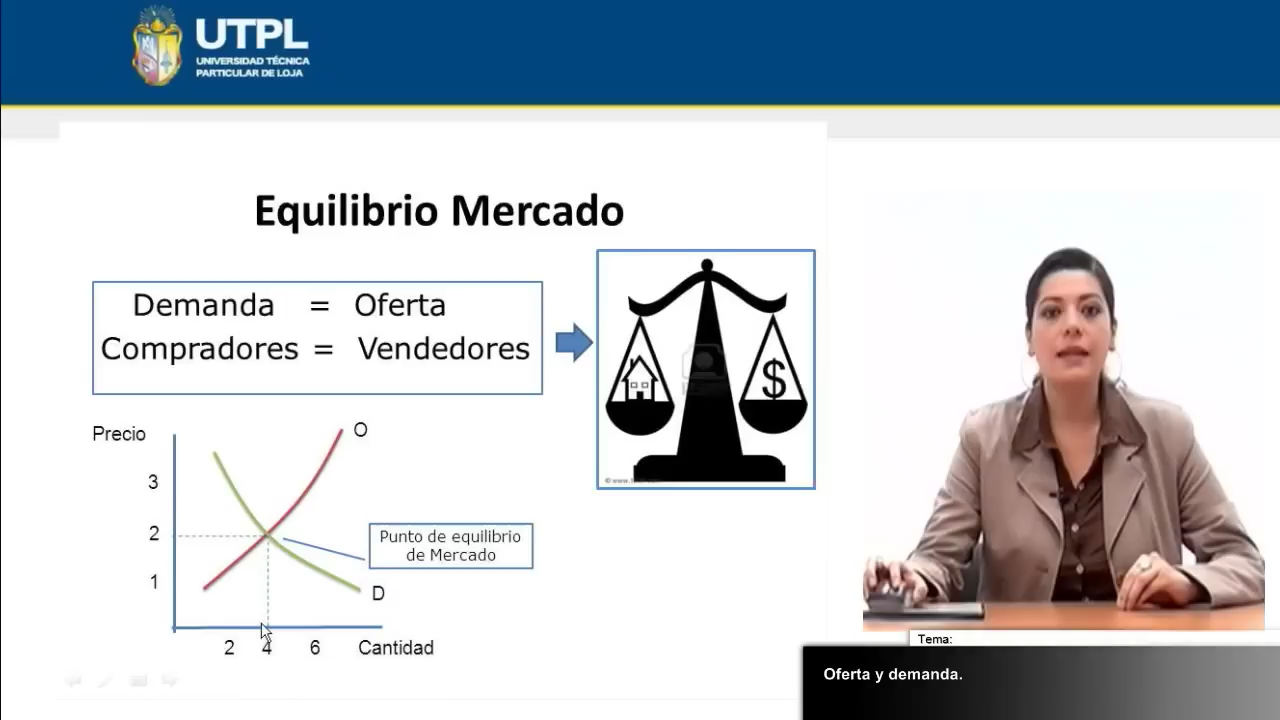 UTPL
UNIVERSIDAD TÉCNICA
PARTICULAR DE LOJA
Equilibrio Mercado
Demanda = Oferta
Compradores = Vendedores
$
Precio
O
3
2
Punto de equilibrio
de Mercado
1
D
2 4 6 Cantidad
Tema:
Oferta y demanda.